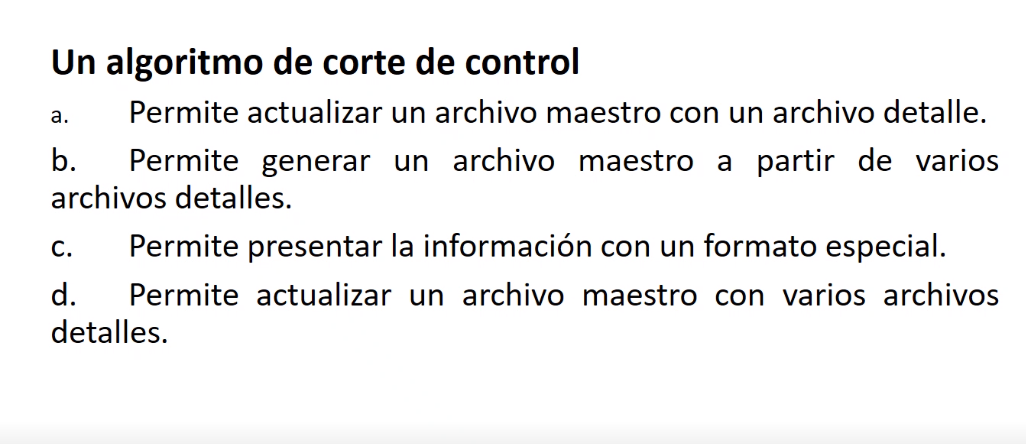 Un algoritmo de corte de control
a. Permite actualizar un archivo maestro con un archivo detalle.
b. Permite generar un archivo maestro a partir de varios
archivos detalles.
c. Permite presentar la información con un formato especial.
d. Permite actualizar un archivo maestro con varios archivos
detalles.